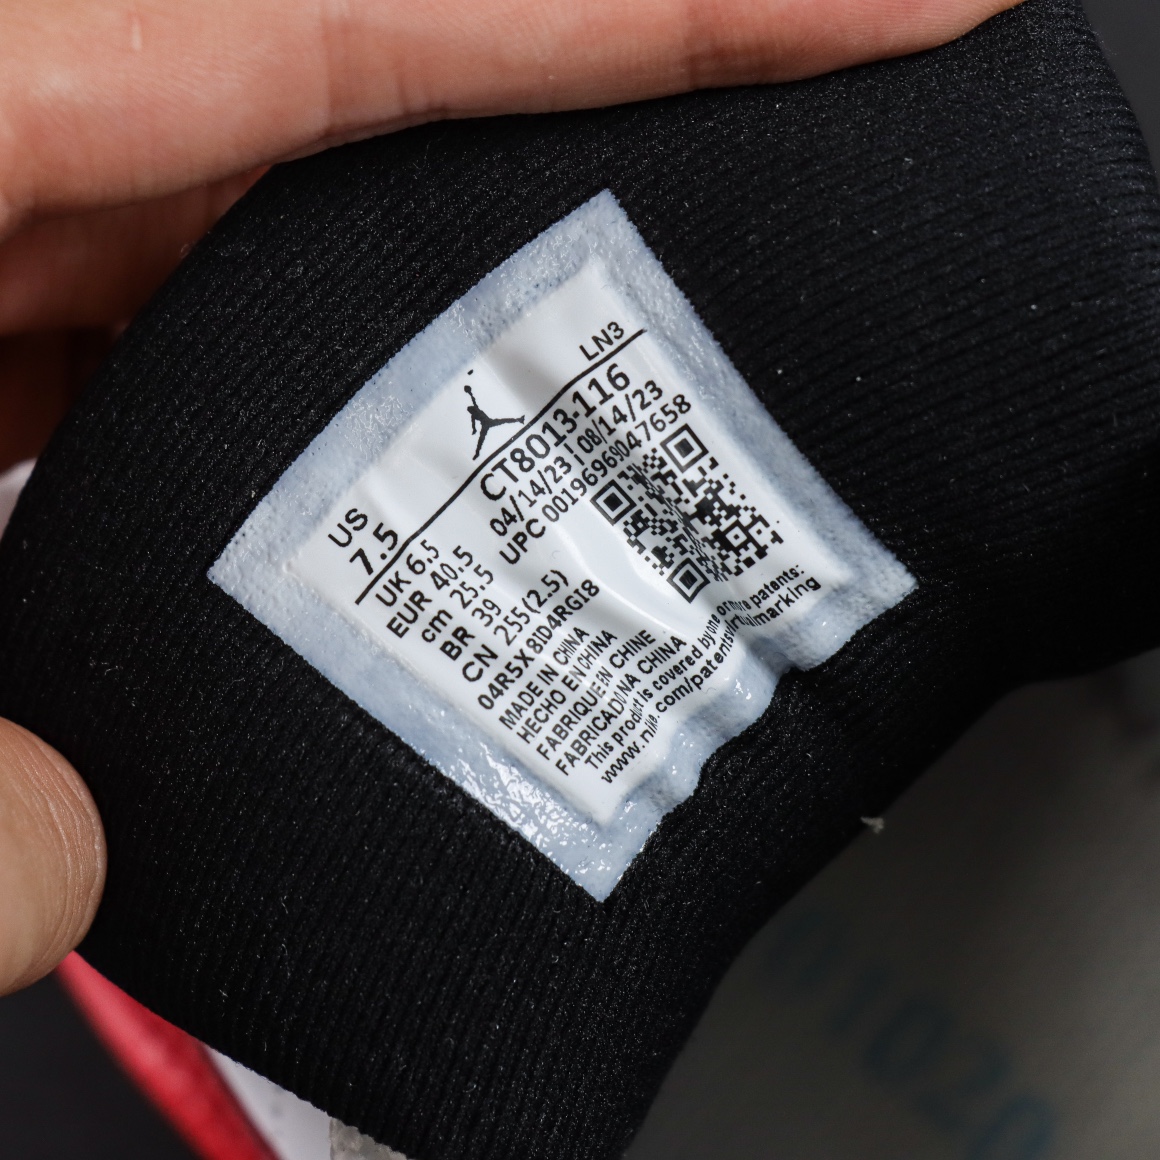 LN3
US
7.5
CT8013-116
UK 6.5
04/14/23 08/14/23
EUR 40.5
UPC 00196969047658
cm 25.5
BR 39
CN 255(2.5)
04R5X8ID4RGI8
MADE IN CHINA
HECHO EN CHINA
FABRIQUE EN CHINE
FABRICADO NA CHINA
This product is covered by one or more patents:
www.nike.com/patents/virtualmarking